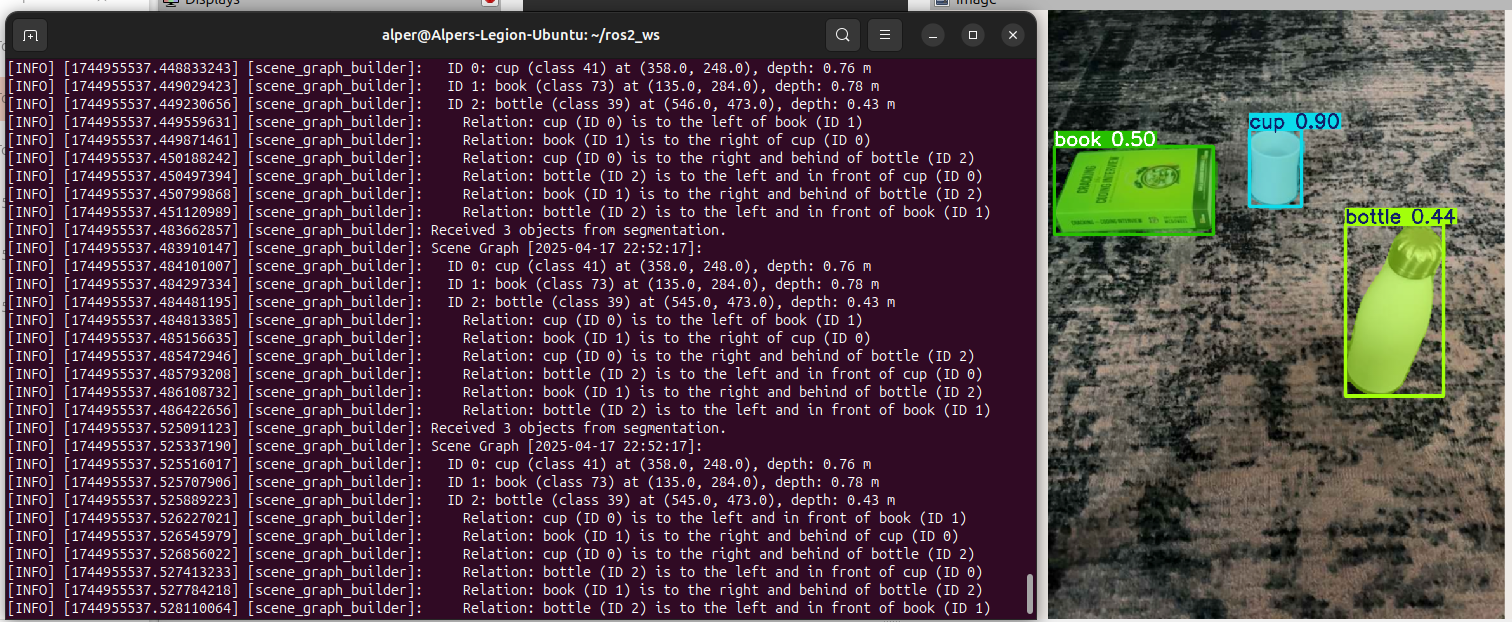 Displays
Image
alper@Alpers-Legion-Ubuntu: ~/ros2_ws
[INFO] [1744955537.448833243] [scene_graph_builder]:   ID 0: cup (class 41) at (358.0, 248.0), depth: 0.76 m
[INFO] [1744955537.449029423] [scene_graph_builder]:   ID 1: book (class 73) at (135.0, 284.0), depth: 0.78 m
[INFO] [1744955537.449230656] [scene_graph_builder]:   ID 2: bottle (class 39) at (546.0, 473.0), depth: 0.43 m
[INFO] [1744955537.449559631] [scene_graph_builder]:     Relation: cup (ID 0) is to the left of book (ID 1)
[INFO] [1744955537.449871461] [scene_graph_builder]:     Relation: book (ID 1) is to the right of cup (ID 0)
[INFO] [1744955537.450188242] [scene_graph_builder]:     Relation: cup (ID 0) is to the right and behind of bottle (ID 2)
[INFO] [1744955537.450497394] [scene_graph_builder]:     Relation: bottle (ID 2) is to the left and in front of cup (ID 0)
[INFO] [1744955537.450799868] [scene_graph_builder]:     Relation: book (ID 1) is to the right and behind of bottle (ID 2)
[INFO] [1744955537.451120989] [scene_graph_builder]:     Relation: bottle (ID 2) is to the left and in front of book (ID 1)
[INFO] [1744955537.483662857] [scene_graph_builder]: Received 3 objects from segmentation.
[INFO] [1744955537.483910147] [scene_graph_builder]: Scene Graph [2025-04-17 22:52:17]:
[INFO] [1744955537.484101007] [scene_graph_builder]:   ID 0: cup (class 41) at (358.0, 248.0), depth: 0.76 m
[INFO] [1744955537.484297334] [scene_graph_builder]:   ID 1: book (class 73) at (135.0, 284.0), depth: 0.78 m
[INFO] [1744955537.484481195] [scene_graph_builder]:   ID 2: bottle (class 39) at (545.0, 473.0), depth: 0.43 m
[INFO] [1744955537.484813385] [scene_graph_builder]:     Relation: cup (ID 0) is to the left of book (ID 1)
[INFO] [1744955537.485156635] [scene_graph_builder]:     Relation: book (ID 1) is to the right of cup (ID 0)
[INFO] [1744955537.485472946] [scene_graph_builder]:     Relation: cup (ID 0) is to the right and behind of bottle (ID 2)
[INFO] [1744955537.485793208] [scene_graph_builder]:     Relation: bottle (ID 2) is to the left and in front of cup (ID 0)
[INFO] [1744955537.486108732] [scene_graph_builder]:     Relation: book (ID 1) is to the right and behind of bottle (ID 2)
[INFO] [1744955537.486422656] [scene_graph_builder]:     Relation: bottle (ID 2) is to the left and in front of book (ID 1)
[INFO] [1744955537.525091123] [scene_graph_builder]: Received 3 objects from segmentation.
[INFO] [1744955537.525337190] [scene_graph_builder]: Scene Graph [2025-04-17 22:52:17]:
[INFO] [1744955537.525516017] [scene_graph_builder]:   ID 0: cup (class 41) at (358.0, 248.0), depth: 0.76 m
[INFO] [1744955537.525707906] [scene_graph_builder]:   ID 1: book (class 73) at (135.0, 284.0), depth: 0.78 m
[INFO] [1744955537.525889223] [scene_graph_builder]:   ID 2: bottle (class 39) at (545.0, 473.0), depth: 0.43 m
[INFO] [1744955537.526227021] [scene_graph_builder]:     Relation: cup (ID 0) is to the left and in front of book (ID 1)
[INFO] [1744955537.526545979] [scene_graph_builder]:     Relation: book (ID 1) is to the right and behind of cup (ID 0)
[INFO] [1744955537.526856022] [scene_graph_builder]:     Relation: cup (ID 0) is to the right and behind of bottle (ID 2)
[INFO] [1744955537.527413233] [scene_graph_builder]:     Relation: bottle (ID 2) is to the left and in front of cup (ID 0)
[INFO] [1744955537.527784218] [scene_graph_builder]:     Relation: book (ID 1) is to the right and behind of bottle (ID 2)
[INFO] [1744955537.528110064] [scene_graph_builder]:     Relation: bottle (ID 2) is to the left and in front of book (ID 1)
cup 0.90
book 0.50
CRACKING
CODING INTERVIEW
bottle 0.44